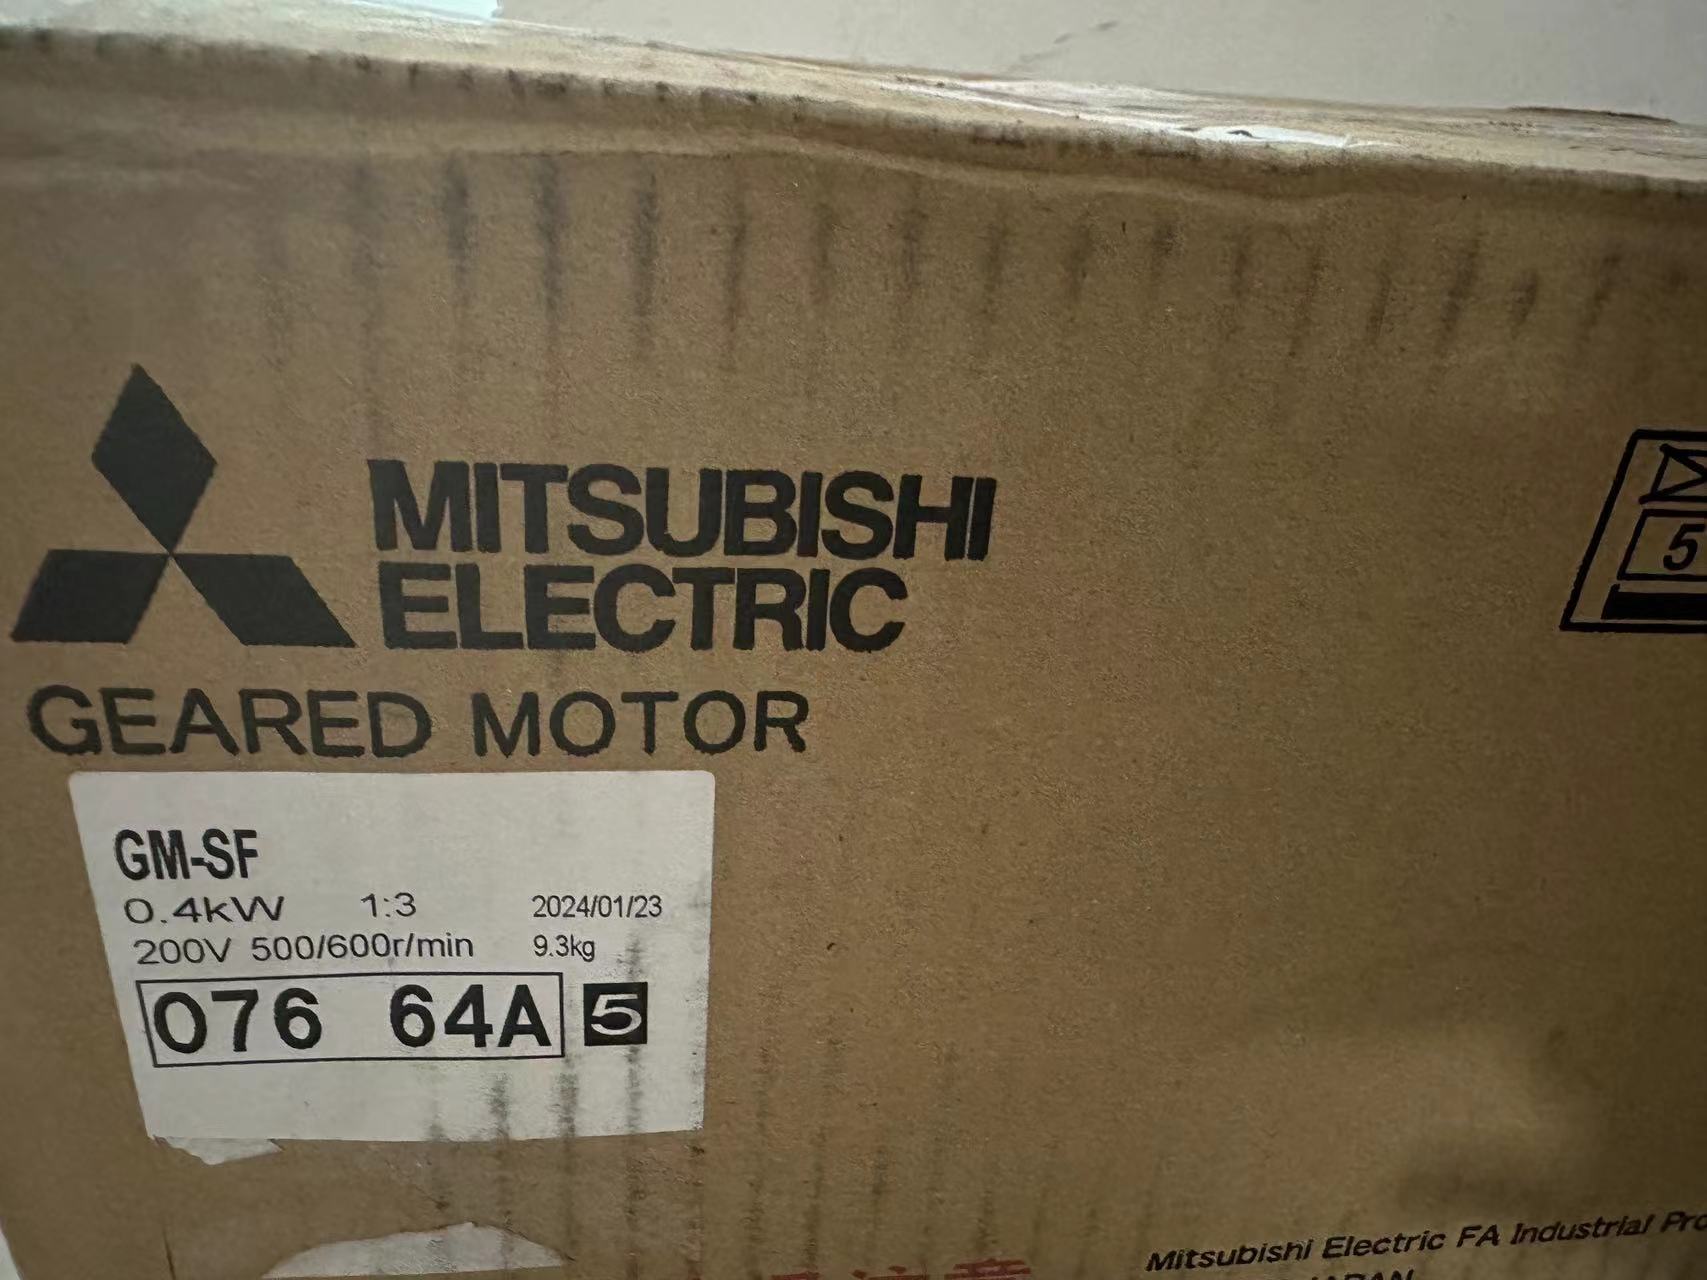 MITSUBISHI
ELECTRIC
GEARED MOTOR
5
GM-SF
0.4kW 1:3 2024/01/23
200V 500/600r/min 9.3kg
076 64A 5
Mitsubishi Electric FA Industrial